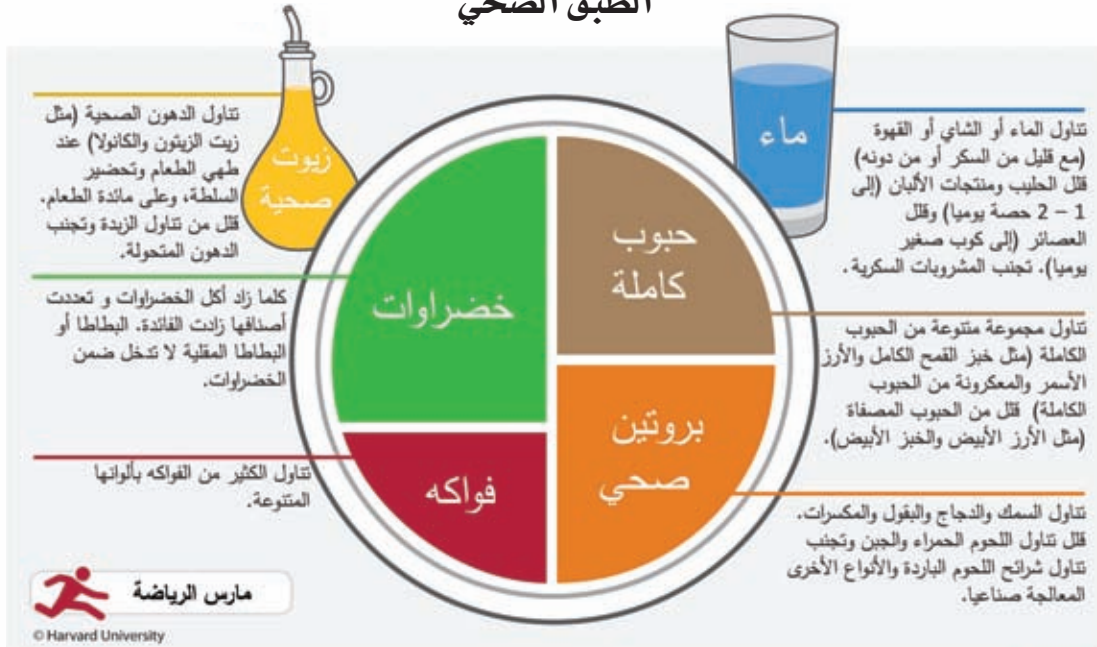 الطبق الصحي
ماء
تناول الماء أو الشاي أو القهوة
(مع قليل من السكر أو من دونه)
قلل الحليب ومنتجات الألبان (إلى
1 – 2 حصة يوميا) وقلل
العصائر (إلى كوب صغير
يوميا). تجنب المشروبات السكرية.
تناول مجموعة متنوعة من الحبوب
الكاملة (مثل خبز القمح الكامل والأرز
الأسمر والمعكرونة من الحبوب
الكاملة) قلل من الحبوب المصفاة
(مثل الأرز الأبيض والخبز الأبيض).
تناول السمك والدجاج والبقول والمكسرات.
قلل تناول اللحوم الحمراء والجبن وتجنب
تناول شرائح اللحوم الباردة والأنواع الأخرى
المعالجة صناعيا.
حبوب
كاملة
بروتين
صحي
خضراوات
فواكه
زيوت
صحية
تتاول الدهون الصحية (مثل
زيت الزيتون والكانولا) عند
طهي الطعام وتحضير
السلطة، وعلى مائدة الطعام.
قلل من تناول الزبدة وتجنب
الدهون المتحولة.
كلما زاد أكل الخضراوات و تعددت
أصنافها زادت الفائدة. البطاطا أو
البطاطا المقلية لا تدخل ضمن
الخضراوات.
تناول الكثير من الفواكه بألوانها
المتنوعة.
مارس الرياضة
© Harvard University